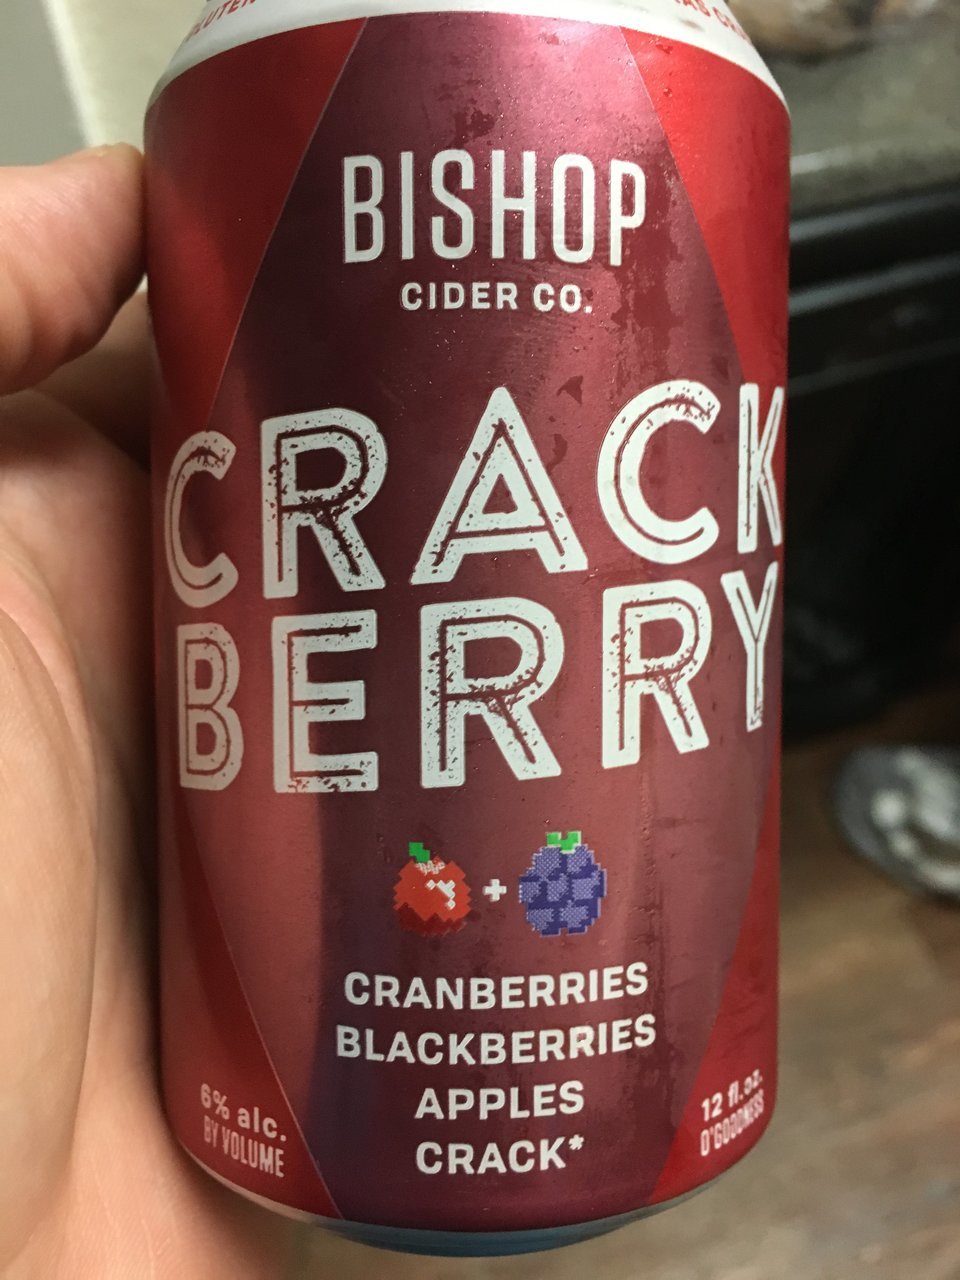 BISHOP
CIDER CO.
CRACK
BERRY
+
CRANBERRIES
BLACKBERRIES
APPLES
CRACK*
6% alc.
BY VOLUME
12 fl.oz.
O'GOODNESS